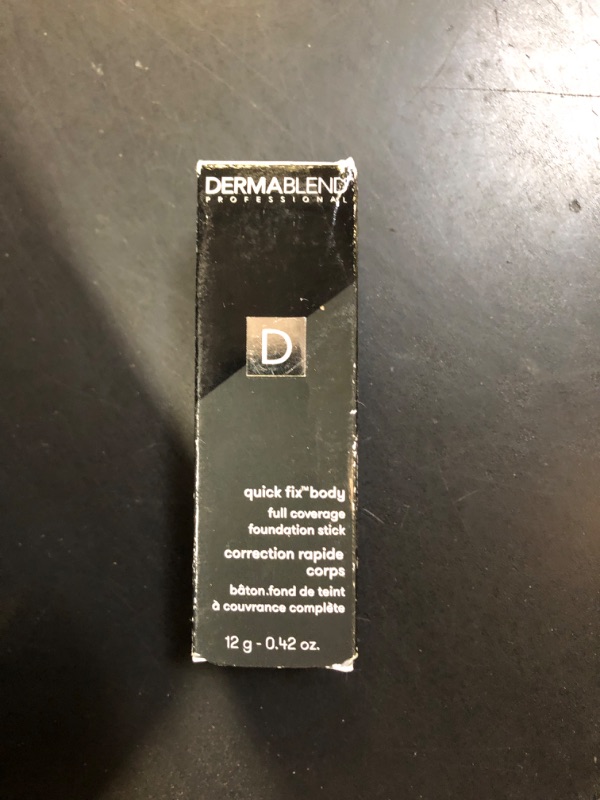 DERMABLEND
PROFESSIONAL
D
quick fix™body
full coverage
foundation stick
correction rapide
corps
bâton.fond de teint
à couvrance complète
12 g - 0.42 oz.